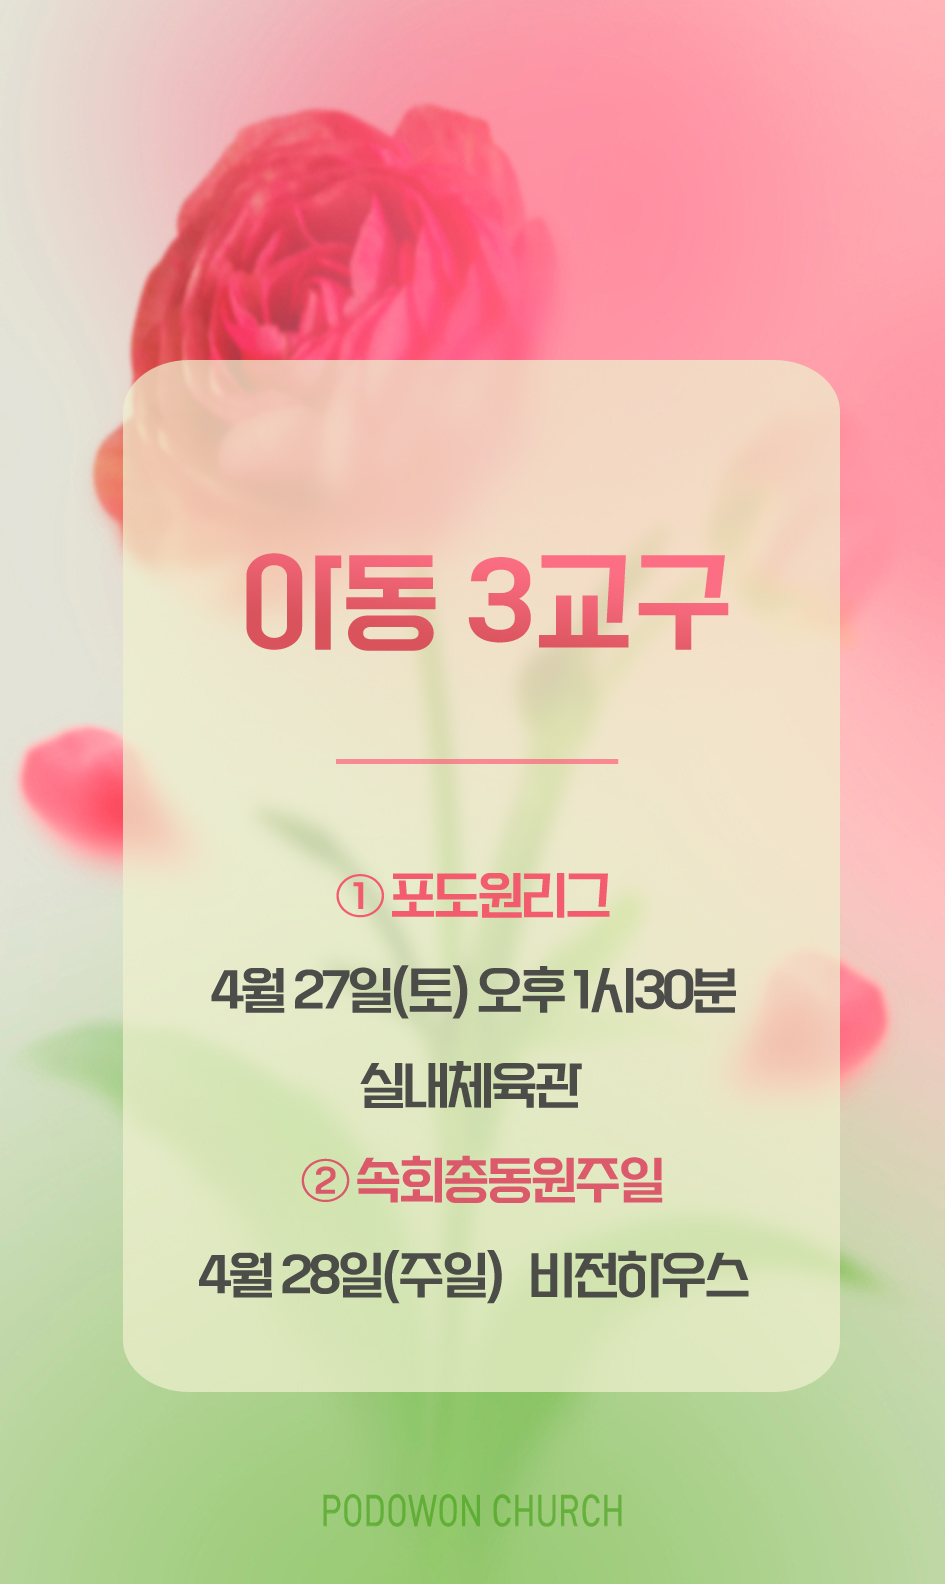 아동 3교구
① 포도원리그
4월 27일(토) 오후 1시30분
실내체육관
② 속회총동원주일
4월 28일(주일) 비전하우스
PODOWON CHURCH